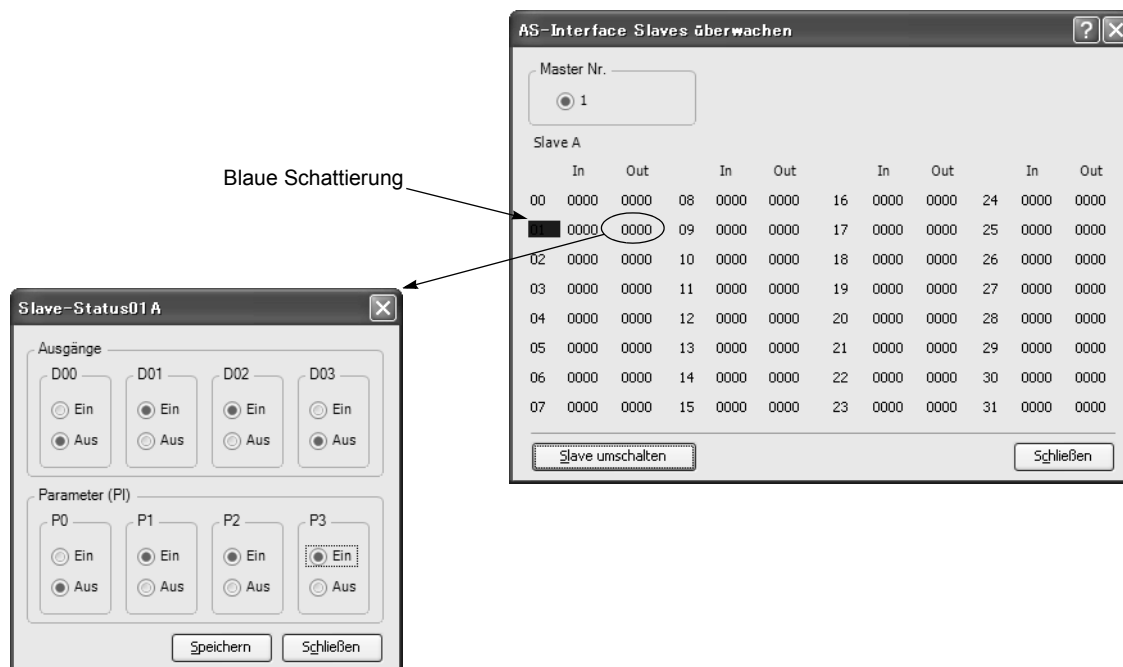 AS-Interface Slaves überwachen
Master Nr.
1
Slave A
In Out In Out In Out In Out
00 0000 0000 08 0000 0000 16 0000 0000 24 0000 0000
01 0000 0000 09 0000 0000 17 0000 0000 25 0000 0000
02 0000 0000 10 0000 0000 18 0000 0000 26 0000 0000
03 0000 0000 11 0000 0000 19 0000 0000 27 0000 0000
04 0000 0000 12 0000 0000 20 0000 0000 28 0000 0000
05 0000 0000 13 0000 0000 21 0000 0000 29 0000 0000
06 0000 0000 14 0000 0000 22 0000 0000 30 0000 0000
07 0000 0000 15 0000 0000 23 0000 0000 31 0000 0000
Slave umschalten Schließen
Blaue Schattierung
Slave-Status01A
Ausgänge
D00 D01 D02 D03
Ein Ein Ein Ein
Aus Aus Aus Aus
Parameter (PI)
P0 P1 P2 P3
Ein Ein Ein Ein
Aus Aus Aus Aus
Speichern Schließen